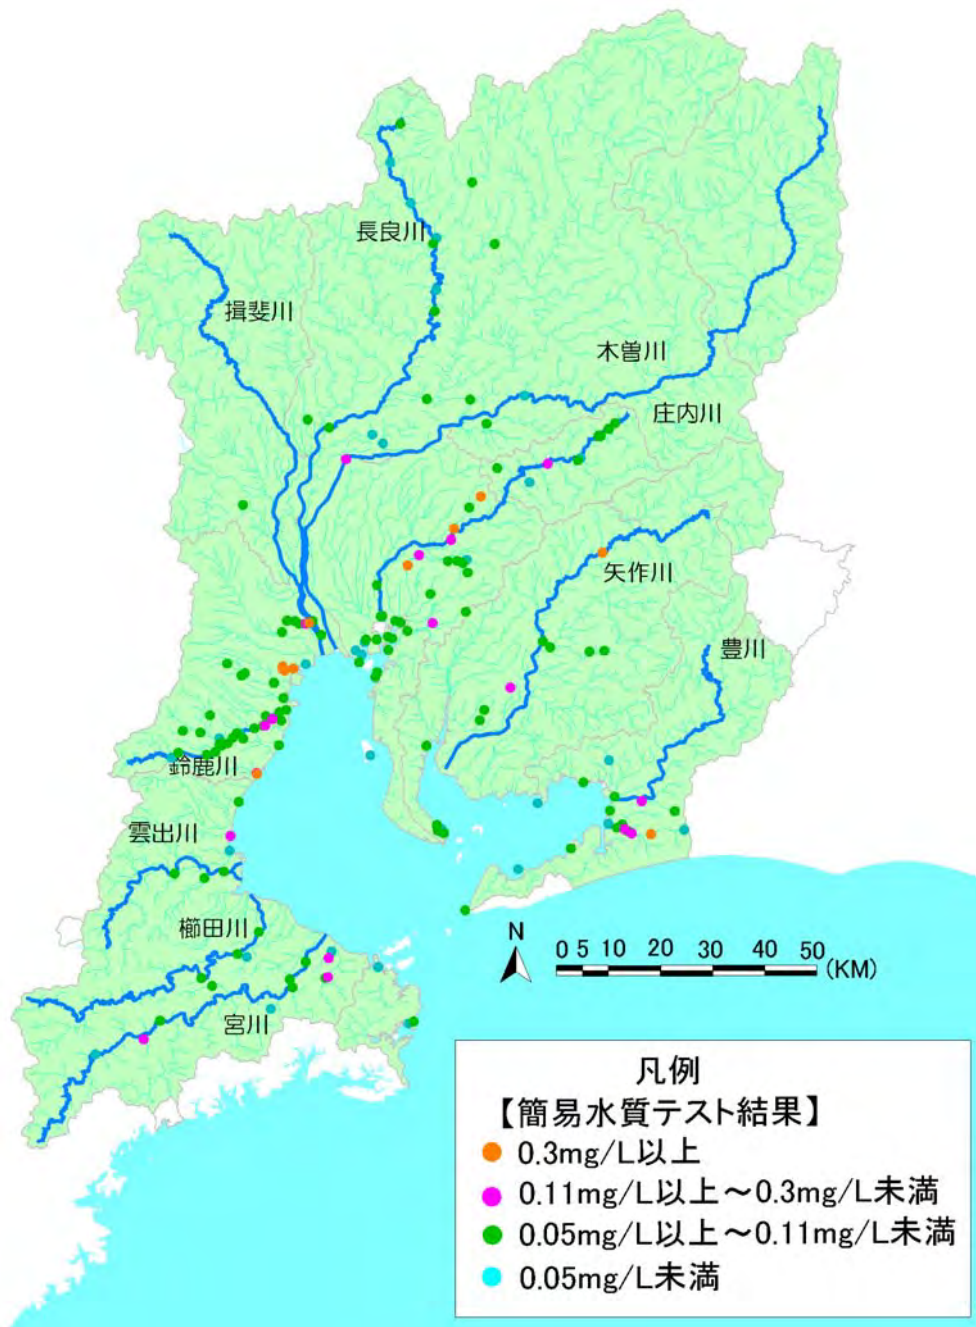 長良川
揖斐川
木曽川
庄内川
矢作川
豊川
鈴鹿川
雲出川
櫛田川
宮川
N
0 5 10 20 30 40 50
(KM)
凡例
【簡易水質テスト結果】
0.3mg/L以上
0.11mg/L以上～0.3mg/L未満
0.05mg/L以上～0.11mg/L未満
0.05mg/L未満